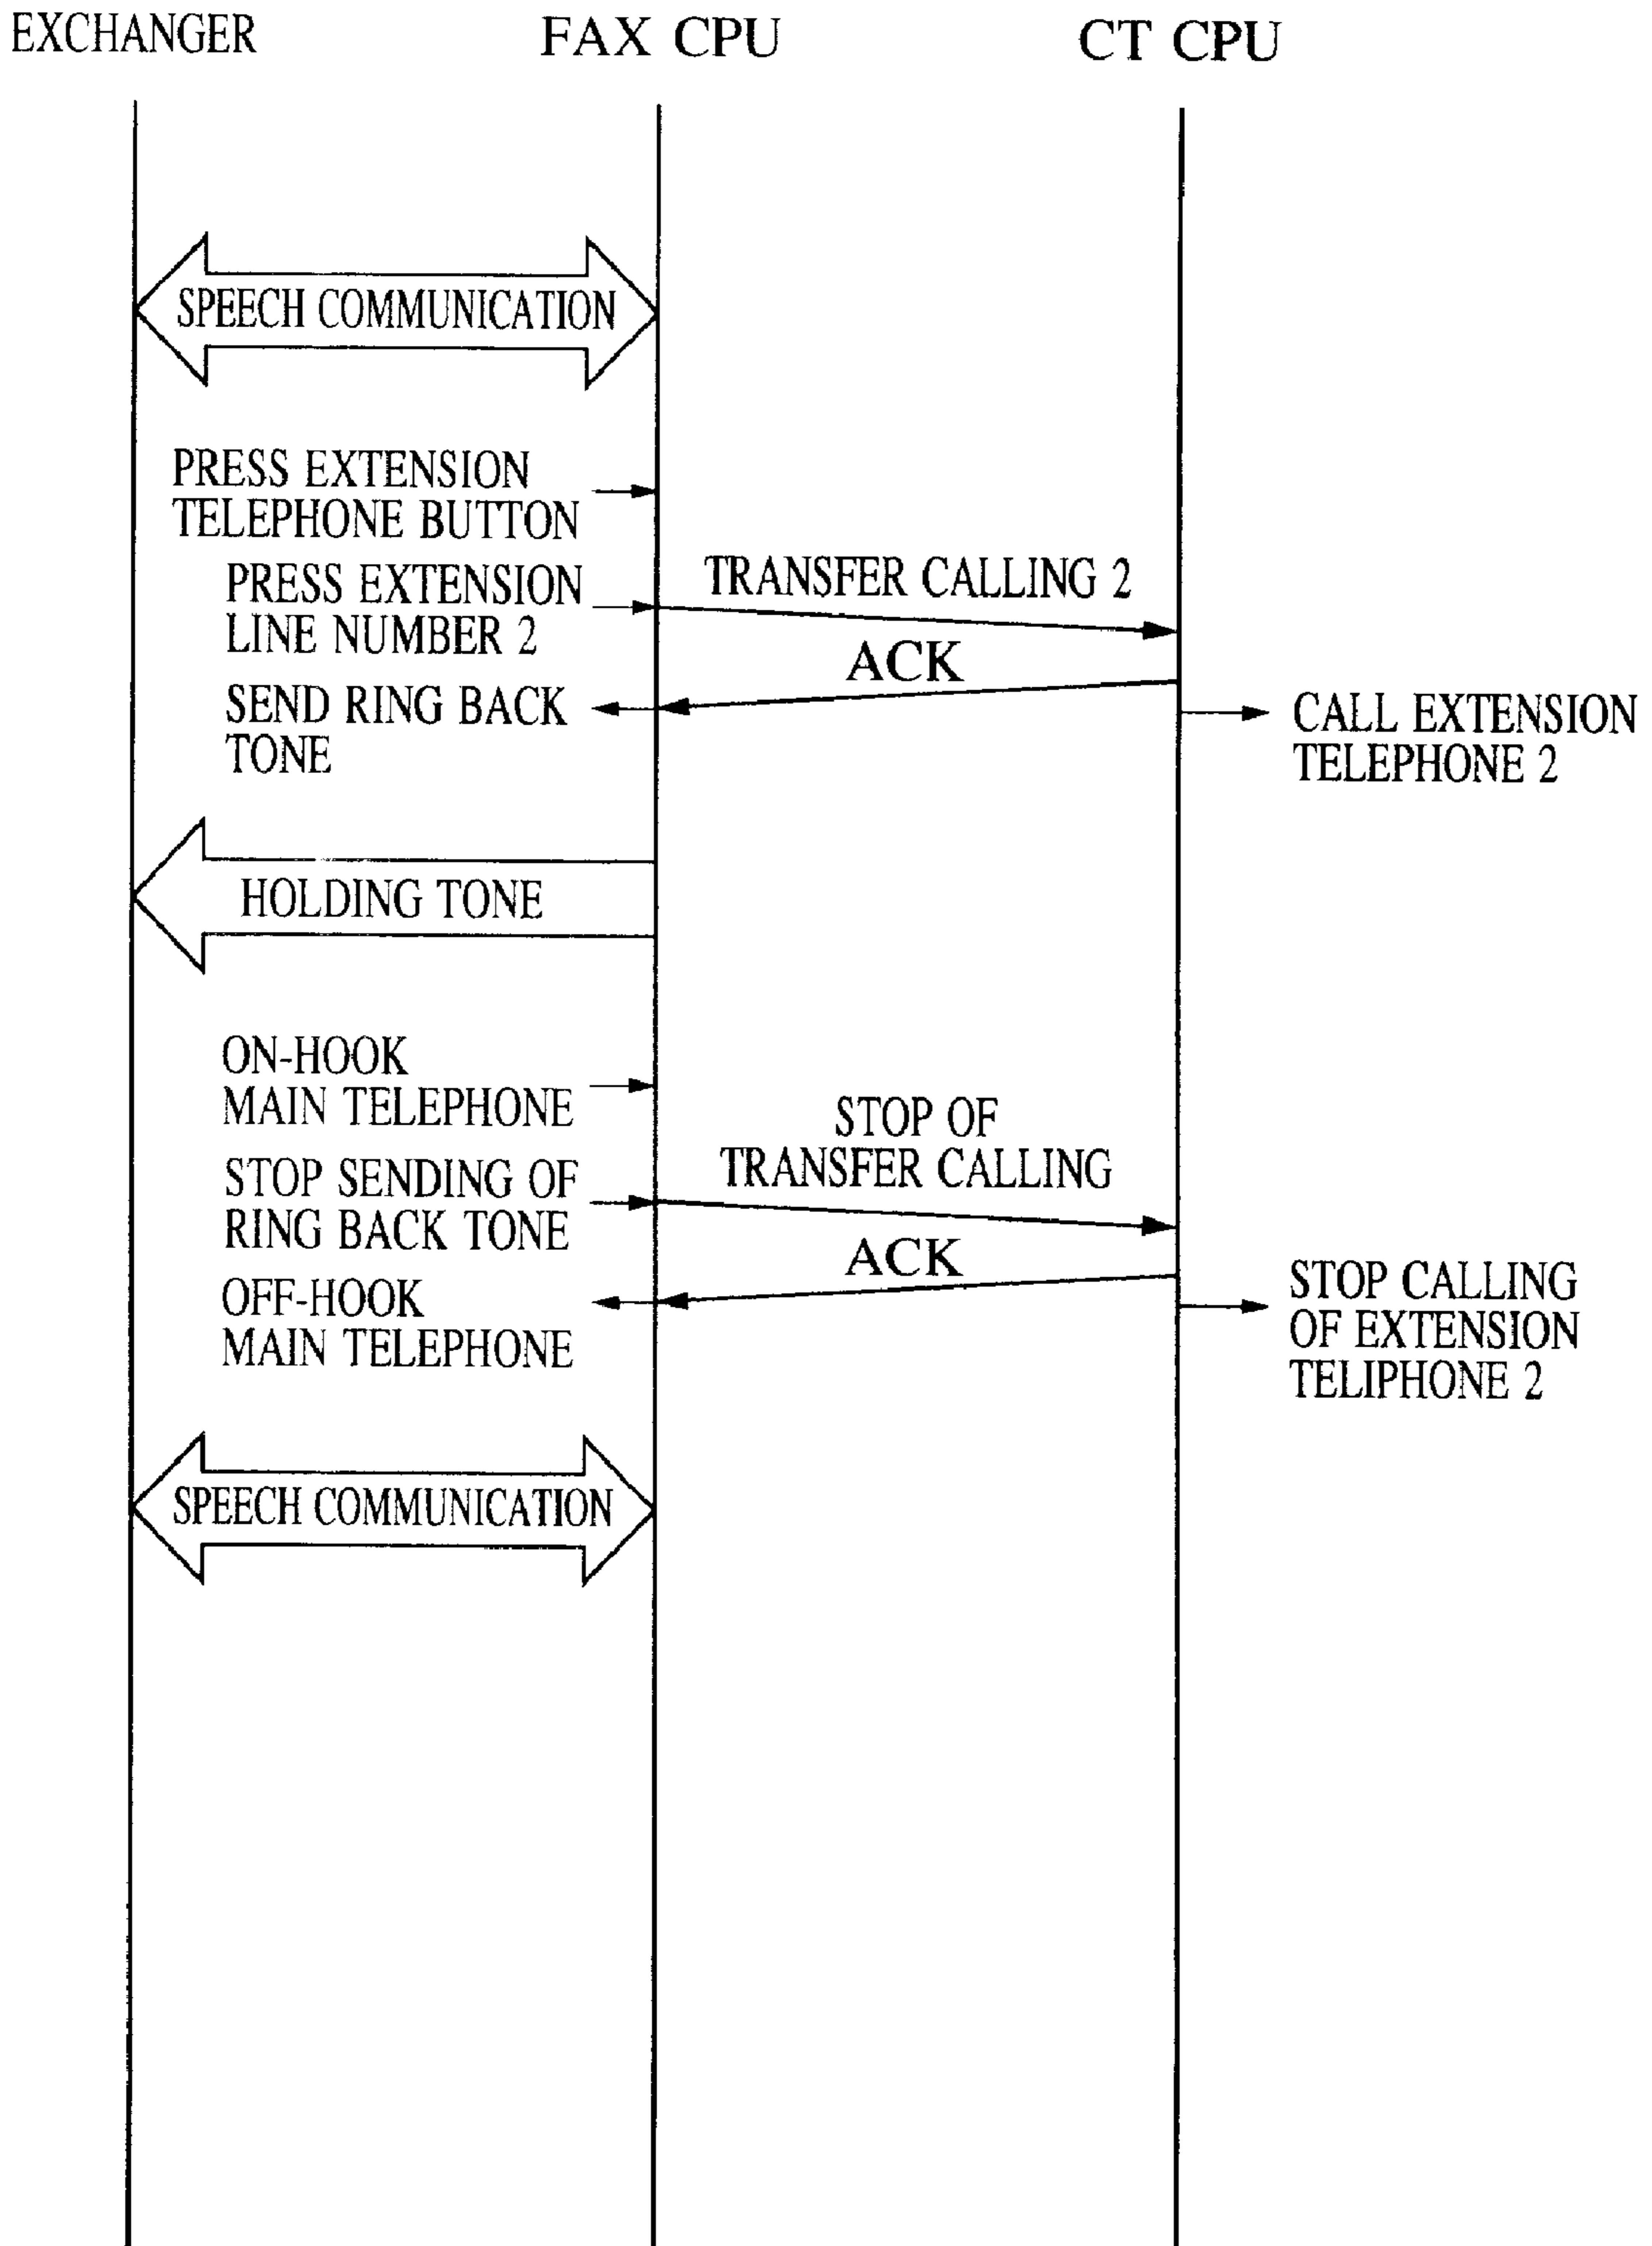 EXCHANGER
FAX CPU
CT CPU
SPEECH COMMUNICATION
PRESS EXTENSION
TELEPHONE BUTTON
PRESS EXTENSION
LINE NUMBER 2
TRANSFER CALLING 2
ACK
SEND RING BACK
TONE
CALL EXTENSION
TELEPHONE 2
HOLDING TONE
ON-HOOK
MAIN TELEPHONE
STOP SENDING OF
RING BACK TONE
STOP OF
TRANSFER CALLING
ACK
OFF-HOOK
MAIN TELEPHONE
STOP CALLING
OF EXTENSION
TELIPHONE 2
SPEECH COMMUNICATION